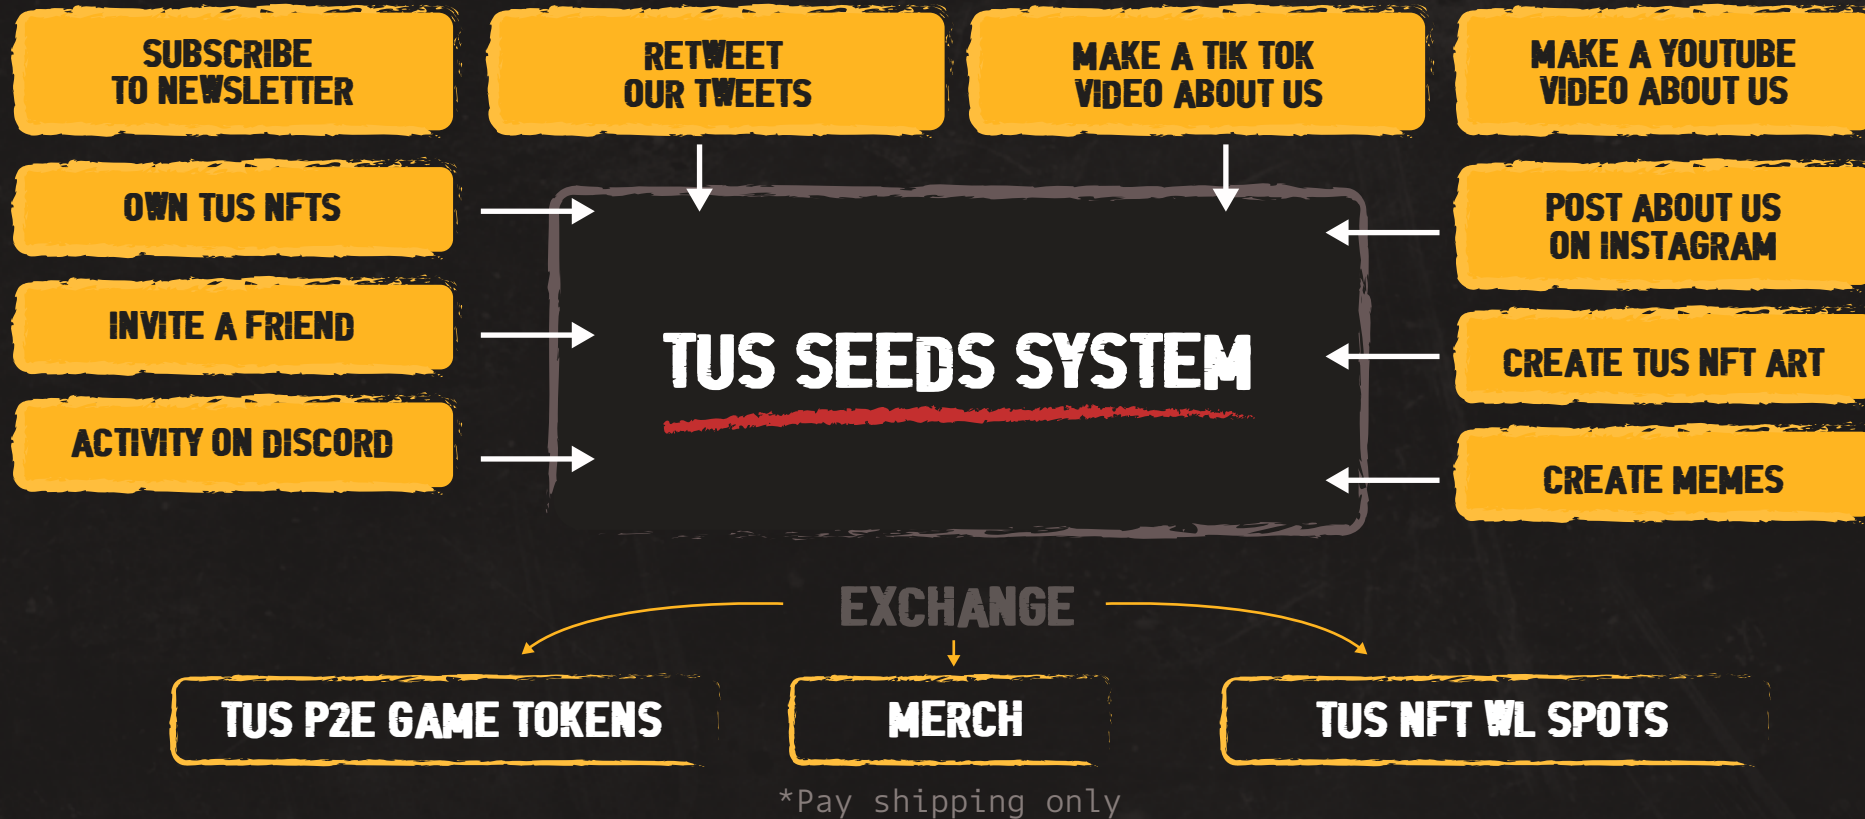 SUBSCRIBE
TO NEWSLETTER
RETWEET
OUR TWEETS
MAKE A TIK TOK
VIDEO ABOUT US
MAKE A YOUTUBE
VIDEO ABOUT US
OWN TUS NFTS
POST ABOUT US
ON INSTAGRAM
INVITE A FRIEND
TUS SEEDS SYSTEM
CREATE TUS NFT ART
ACTIVITY ON DISCORD
CREATE MEMES
EXCHANGE
TUS P2E GAME TOKENS
MERCH
TUS NFT WL SPOTS
*Pay shipping only